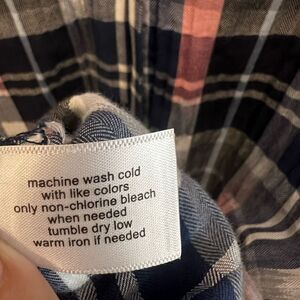 machine wash cold
with like colors
only non-chlorine bleach
when needed
tumble dry low
warm iron if needed